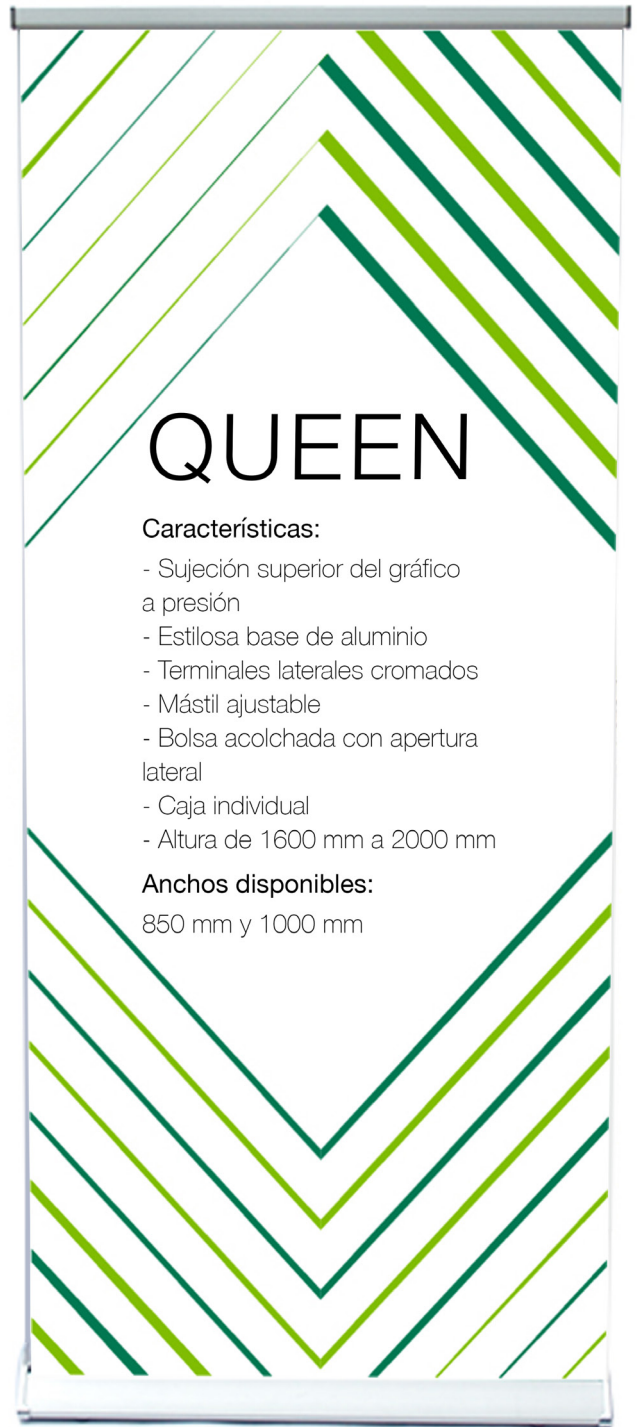 QUEEN
Características:
- Sujeción superior del gráfico
a presión
- Estilosa base de aluminio
- Terminales laterales cromados
- Mástil ajustable
- Bolsa acolchada con apertura
lateral
- Caja individual
- Altura de 1600 mm a 2000 mm
Anchos disponibles:
850 mm y 1000 mm